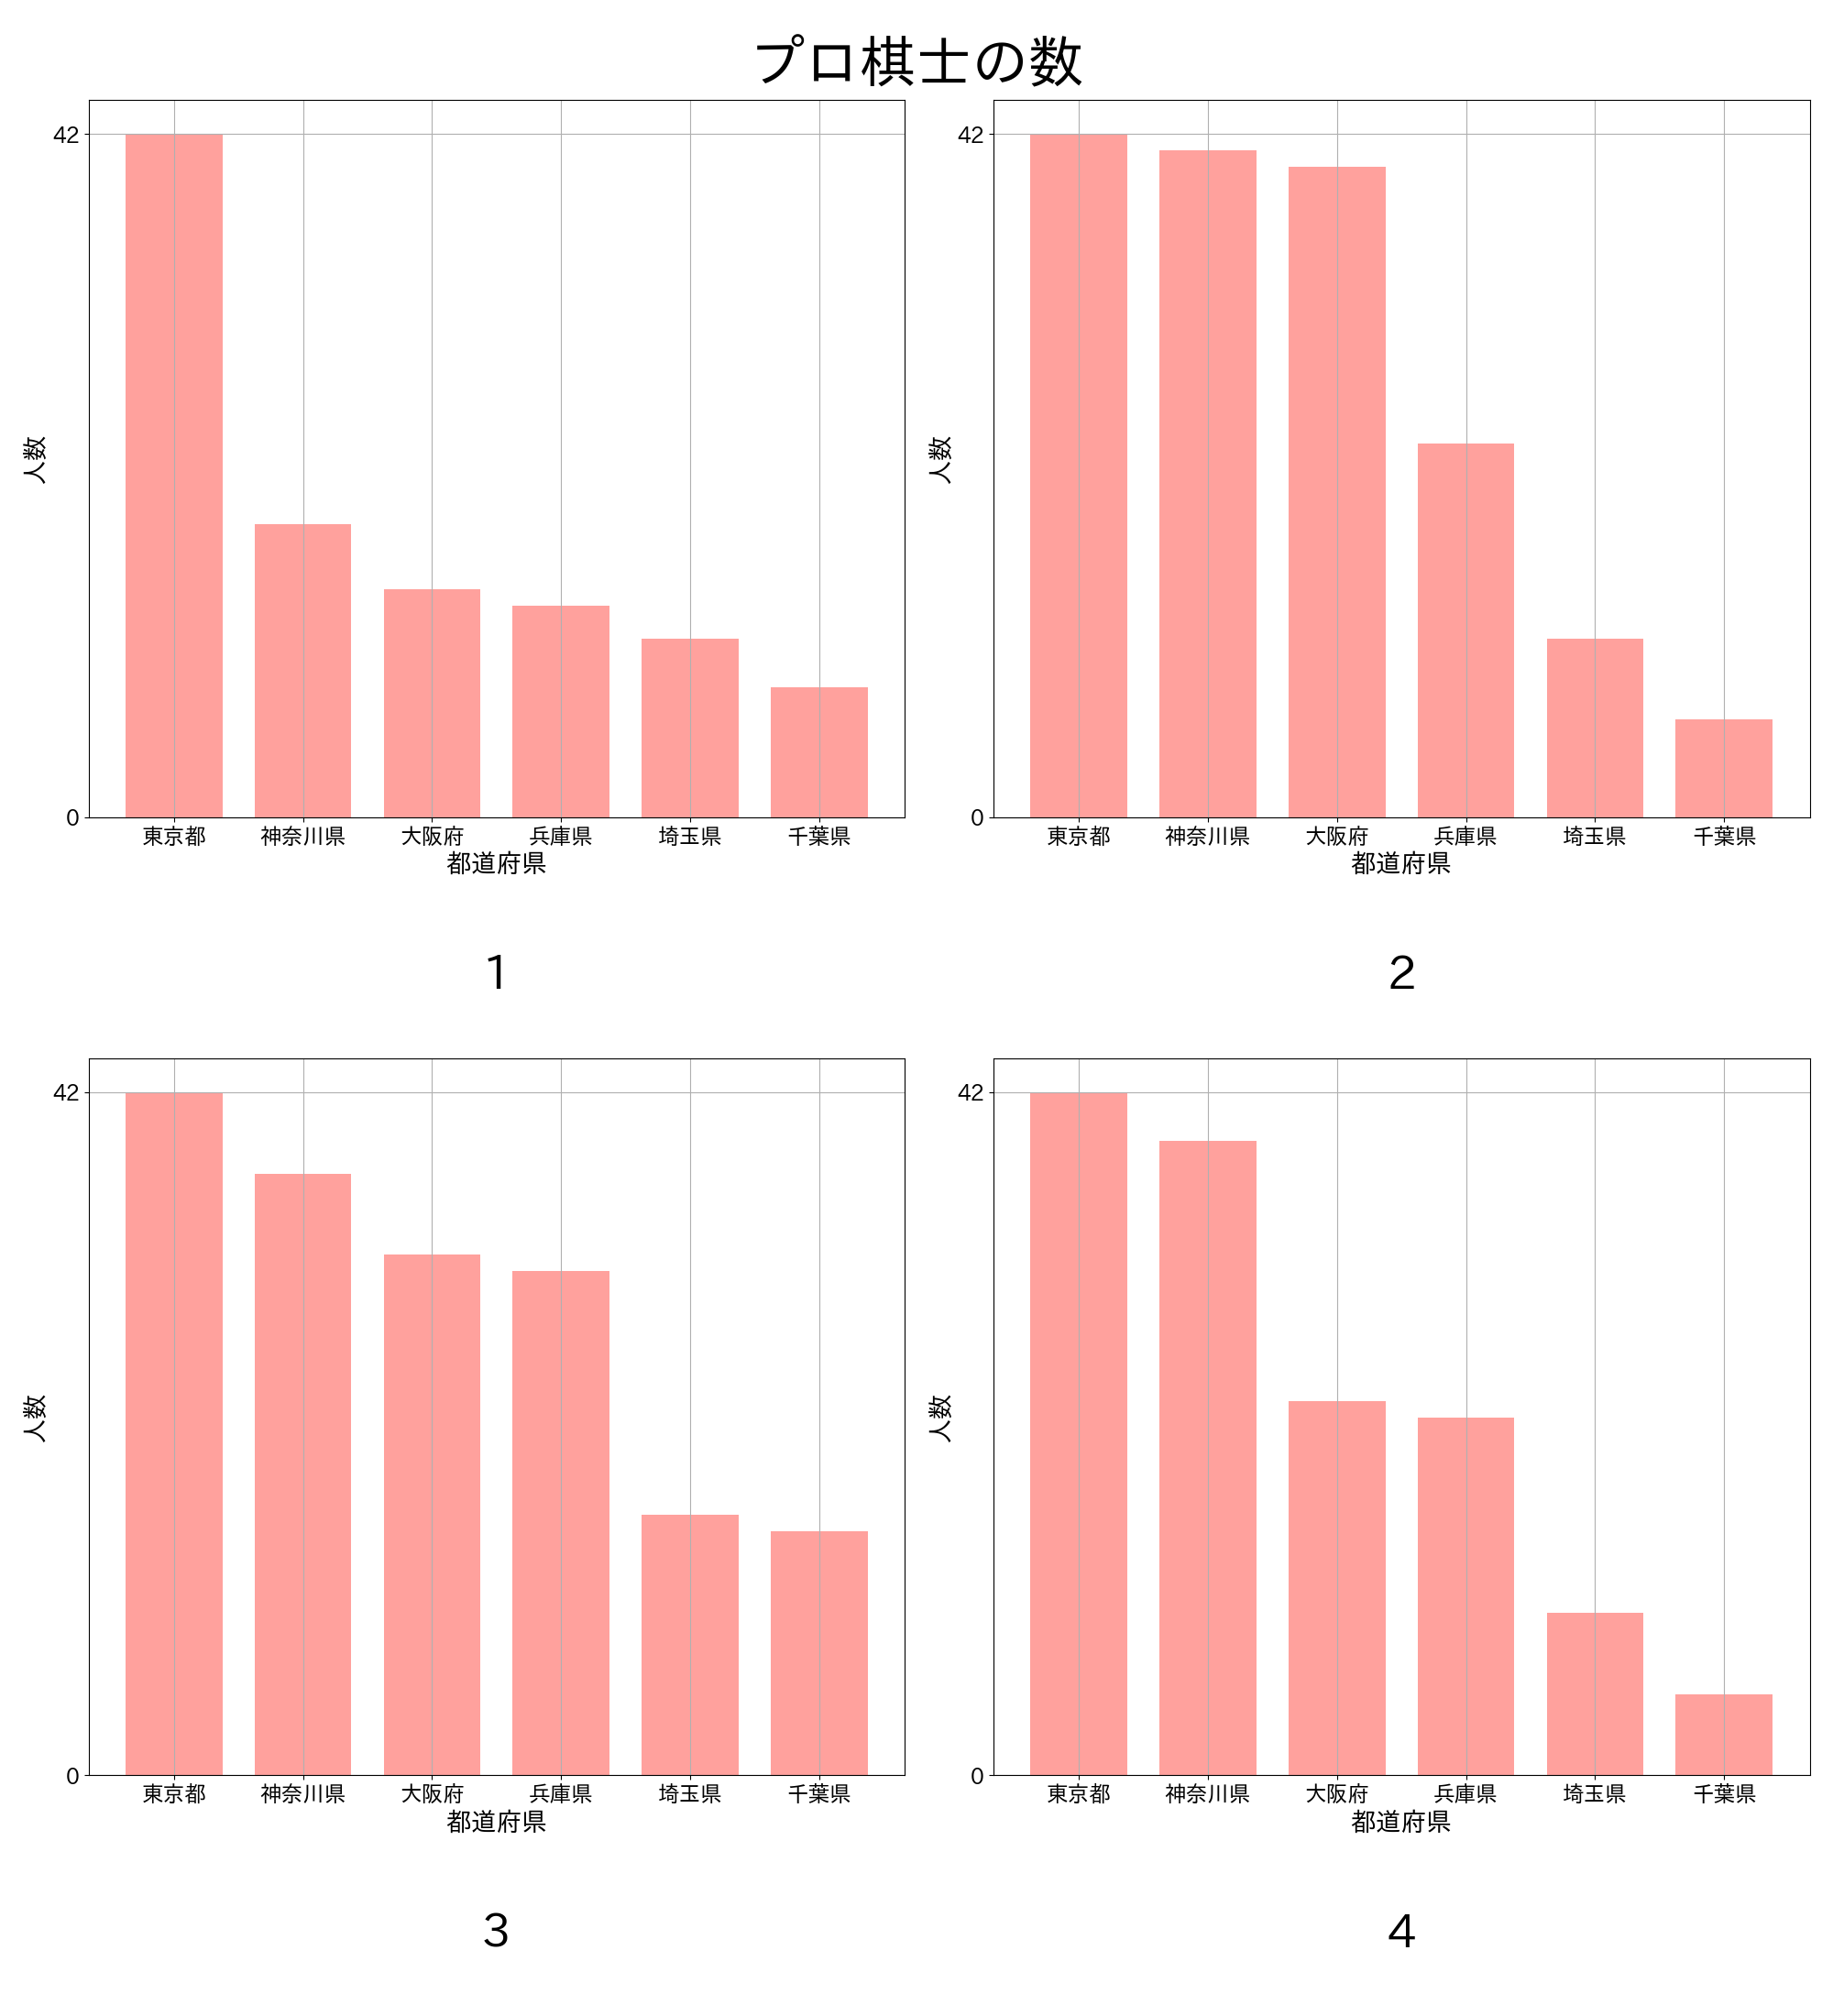 プロ棋士の数
42
0
人数
東京都 神奈川県 大阪府 兵庫県 埼玉県 千葉県
都道府県
1
42
0
人数
東京都 神奈川県 大阪府 兵庫県 埼玉県 千葉県
都道府県
2
42
0
人数
東京都 神奈川県 大阪府 兵庫県 埼玉県 千葉県
都道府県
3
42
0
人数
東京都 神奈川県 大阪府 兵庫県 埼玉県 千葉県
都道府県
4